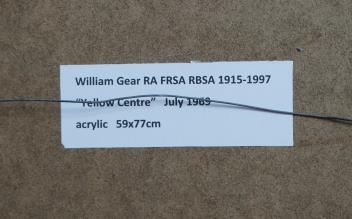 William Gear RA FRSA RBSA 1915-1997
"Yellow Centre"   July 1969
acrylic   59x77cm